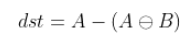 dst = A − (A ⊖ B)